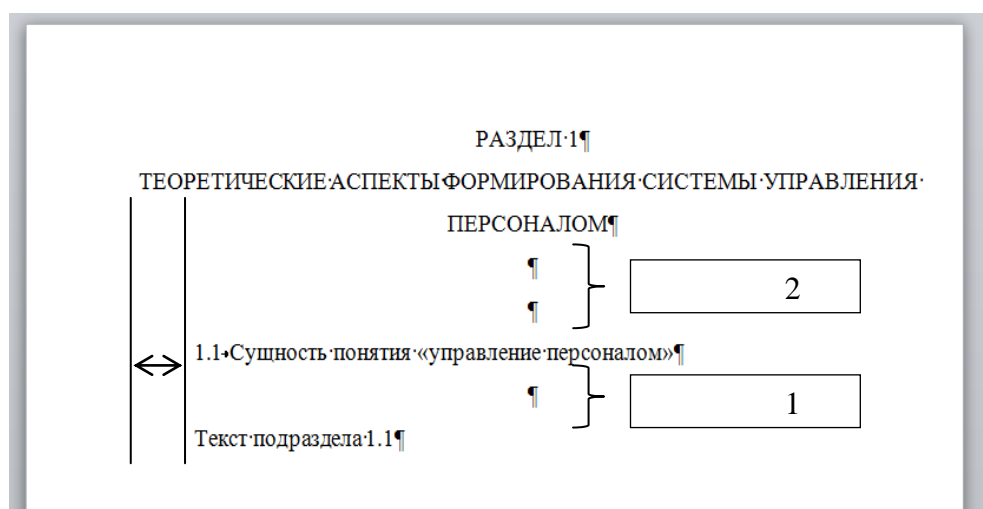 РАЗДЕЛ·1¶
ТЕОРЕТИЧЕСКИЕ·АСПЕКТЫ·ФОРМИРОВАНИЯ·СИСТЕМЫ·УПРАВЛЕНИЯ·
ПЕРСОНАЛОМ¶
¶
2
¶
1.1→Сущность·понятия·«управление·персоналом»¶
¶
1
Текст·подраздела·1.1¶